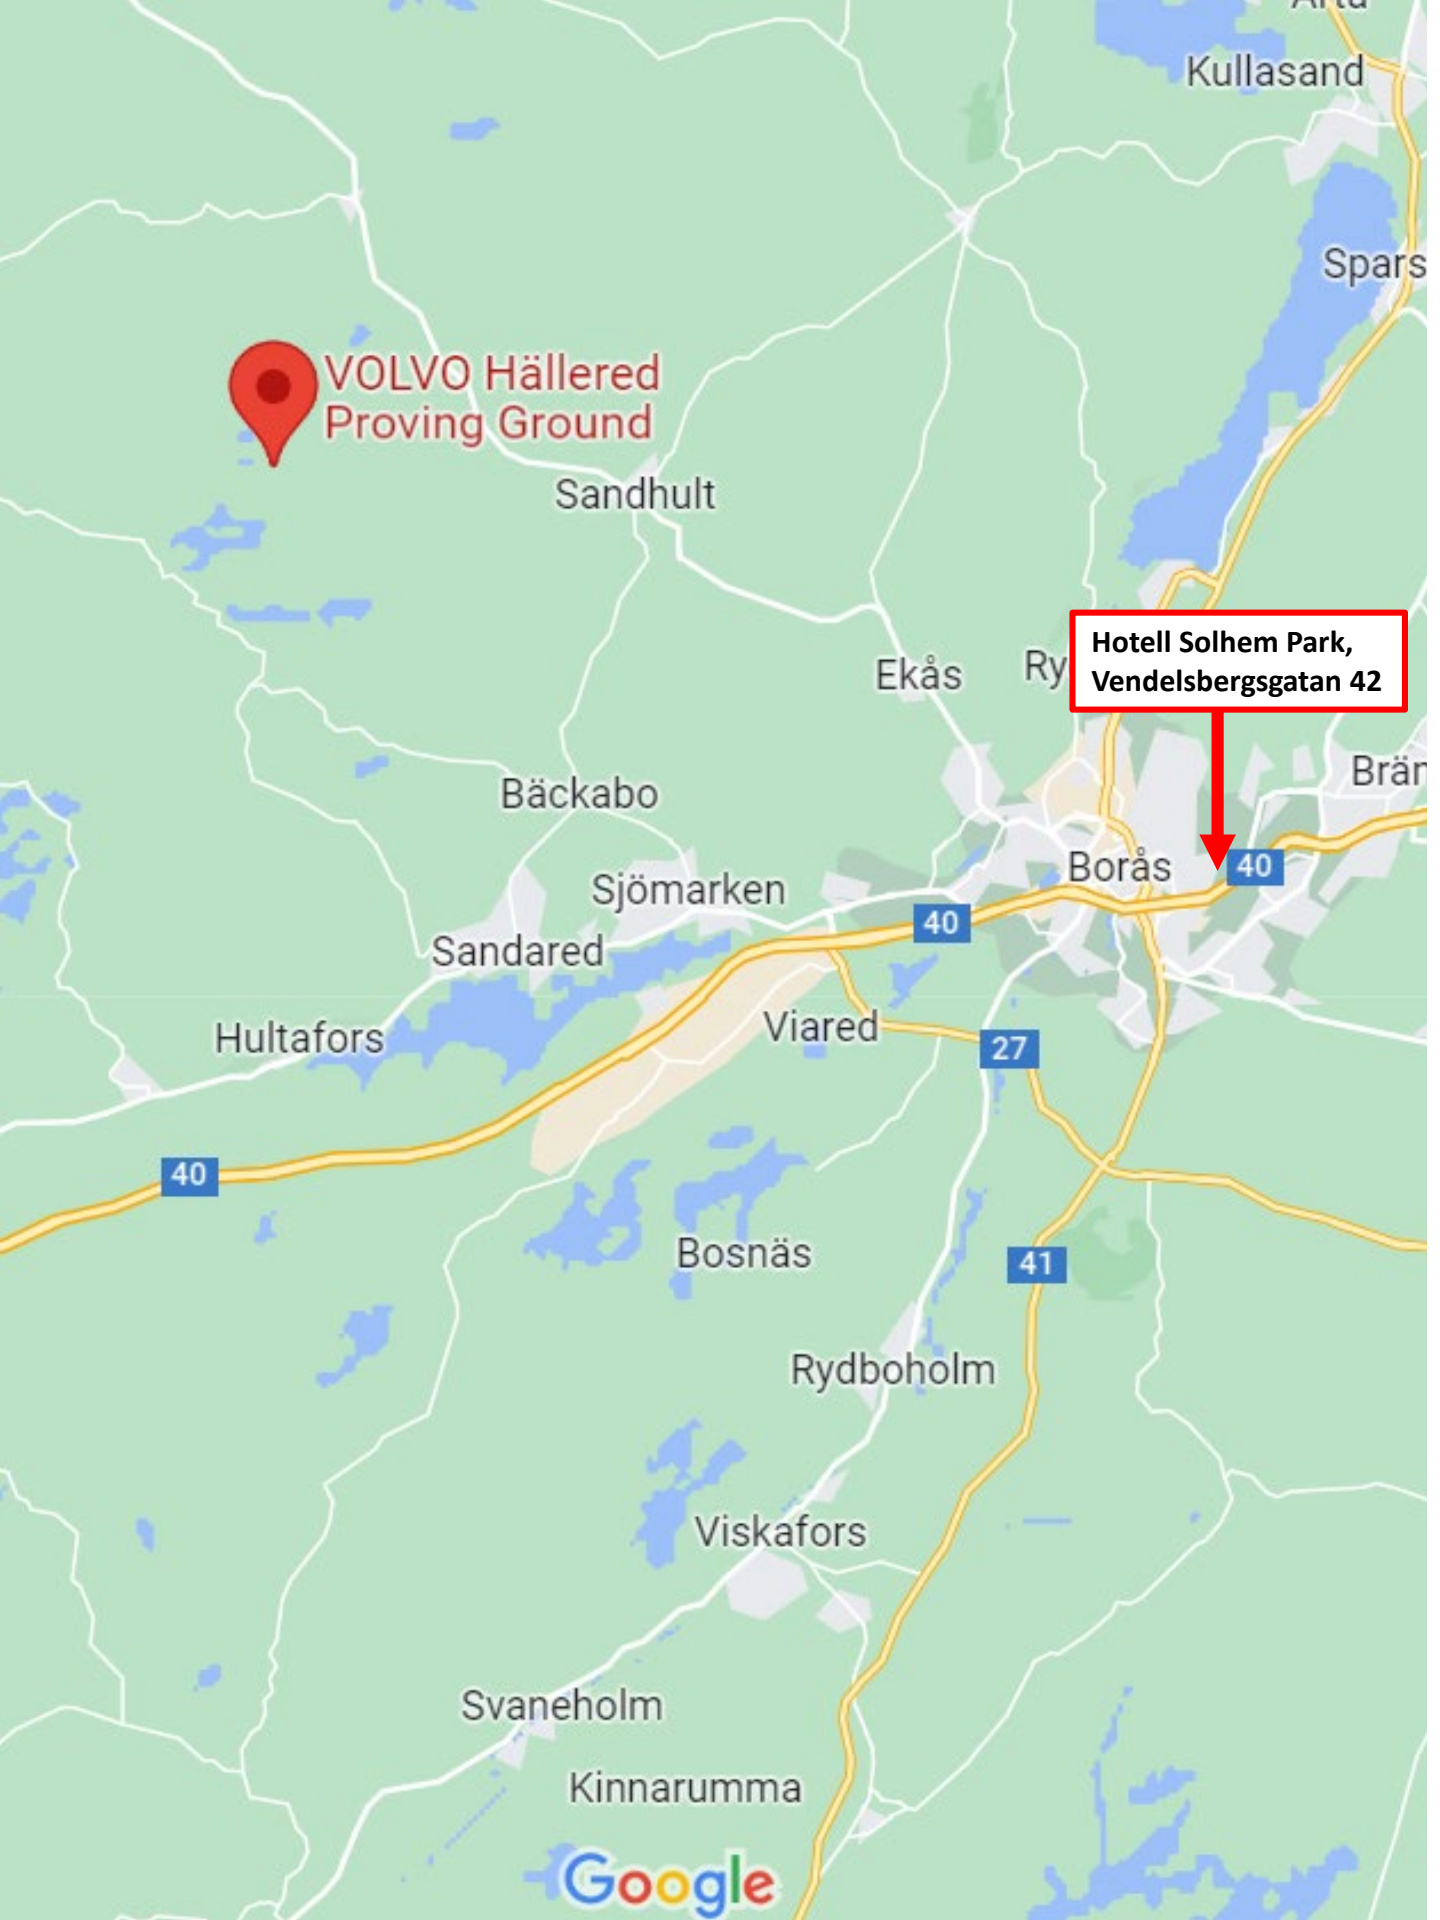 Kullasand
Spars
VOLVO Hällered
Proving Ground
Sandhult
Hotell Solhem Park,
Vendelsbergsgatan 42
Ekås
Ry
Brär
Bäckabo
Borås
40
Sjömarken
40
Sandared
Viared
Hultafors
27
40
Bosnäs
41
Rydboholm
Viskafors
Svaneholm
Kinnarumma
Google